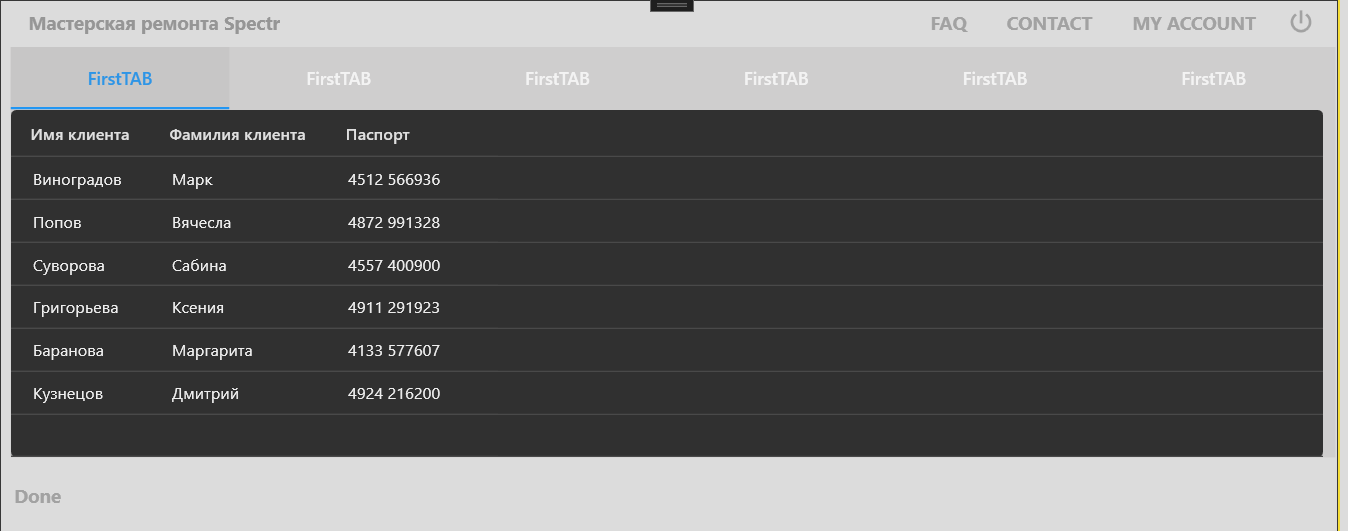 Мастерская ремонта Spectr FAQ CONTACT MY ACCOUNT
FirstTAB FirstTAB FirstTAB FirstTAB FirstTAB FirstTAB
Имя клиента Фамилия клиента Паспорт
Виноградов Марк 4512 566936
Попов Вячесла 4872 991328
Суворова Сабина 4557 400900
Григорьева Ксения 4911 291923
Баранова Маргарита 4133 577607
Кузнецов Дмитрий 4924 216200
Done